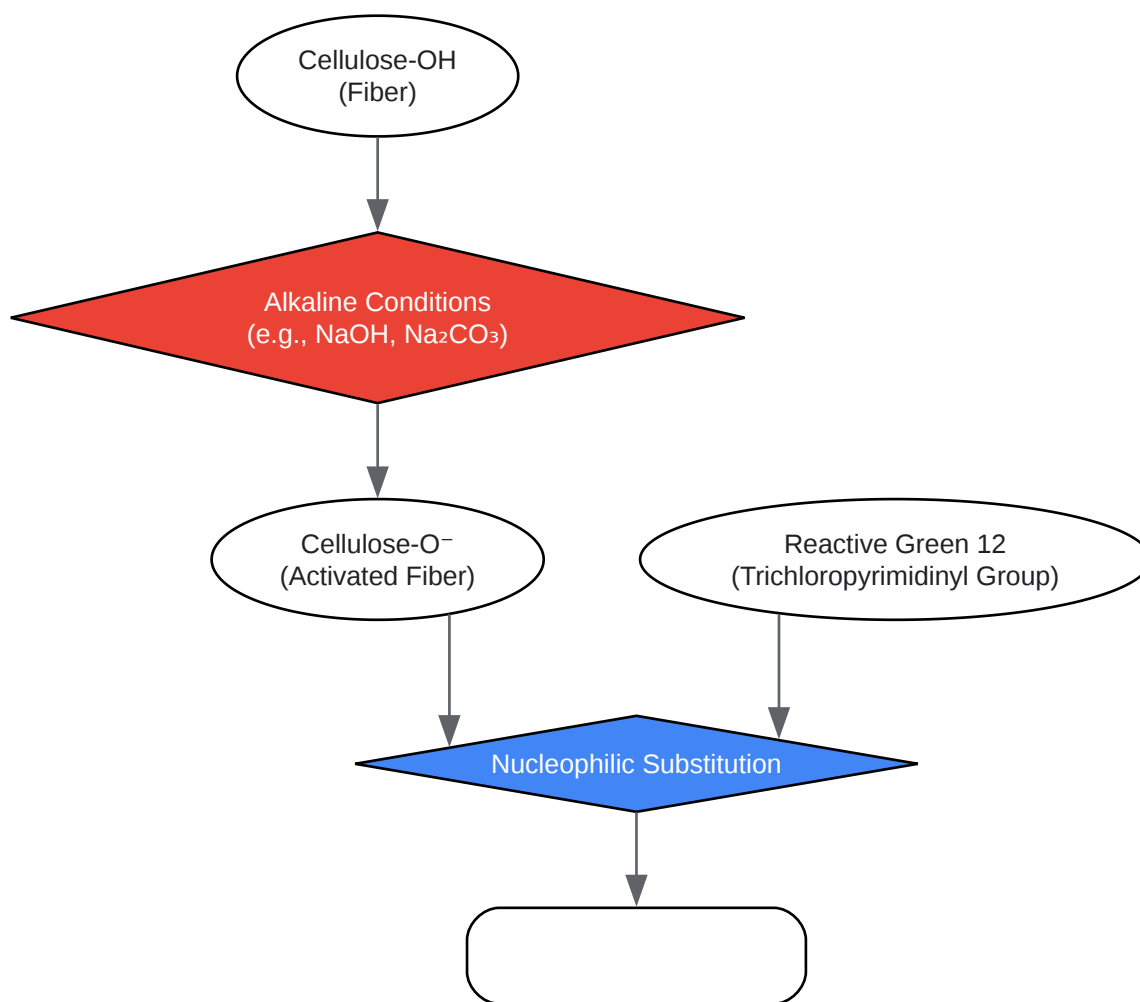 Cellulose-OH
(Fiber)
Alkaline Conditions
(e.g., NaOH, Na₂CO₃)
Cellulose-O⁻
(Activated Fiber)
Reactive Green 12
(Trichloropyrimidinyl Group)
Nucleophilic Substitution